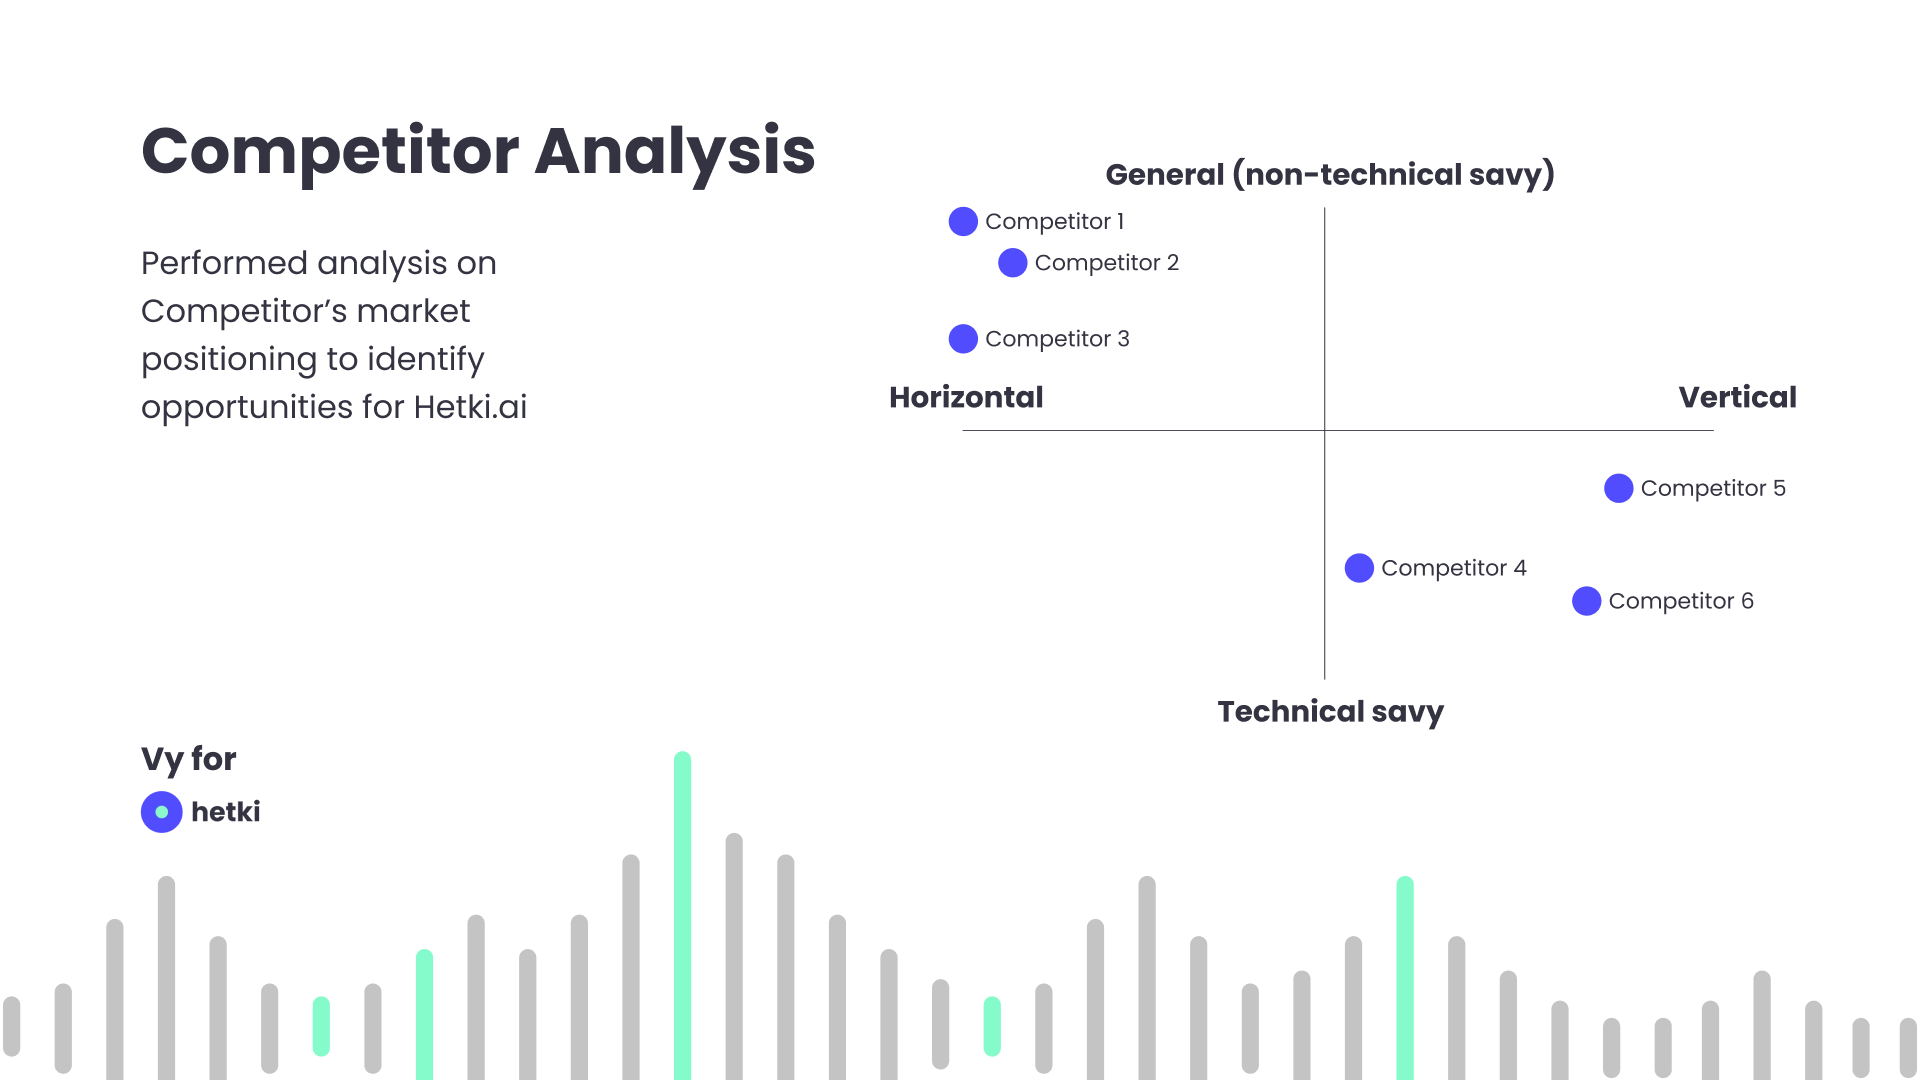 Competitor Analysis
Performed analysis on
Competitor’s market
positioning to identify
opportunities for Hetki.ai
General (non-technical savy)
Competitor 1
Competitor 2
Competitor 3
Horizontal
Vertical
Competitor 5
Competitor 4
Competitor 6
Technical savy
Vy for
hetki